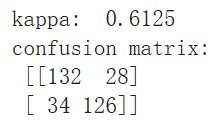 kappa:  0.6125
confusion matrix:
 [[132  28]
 [ 34 126]]